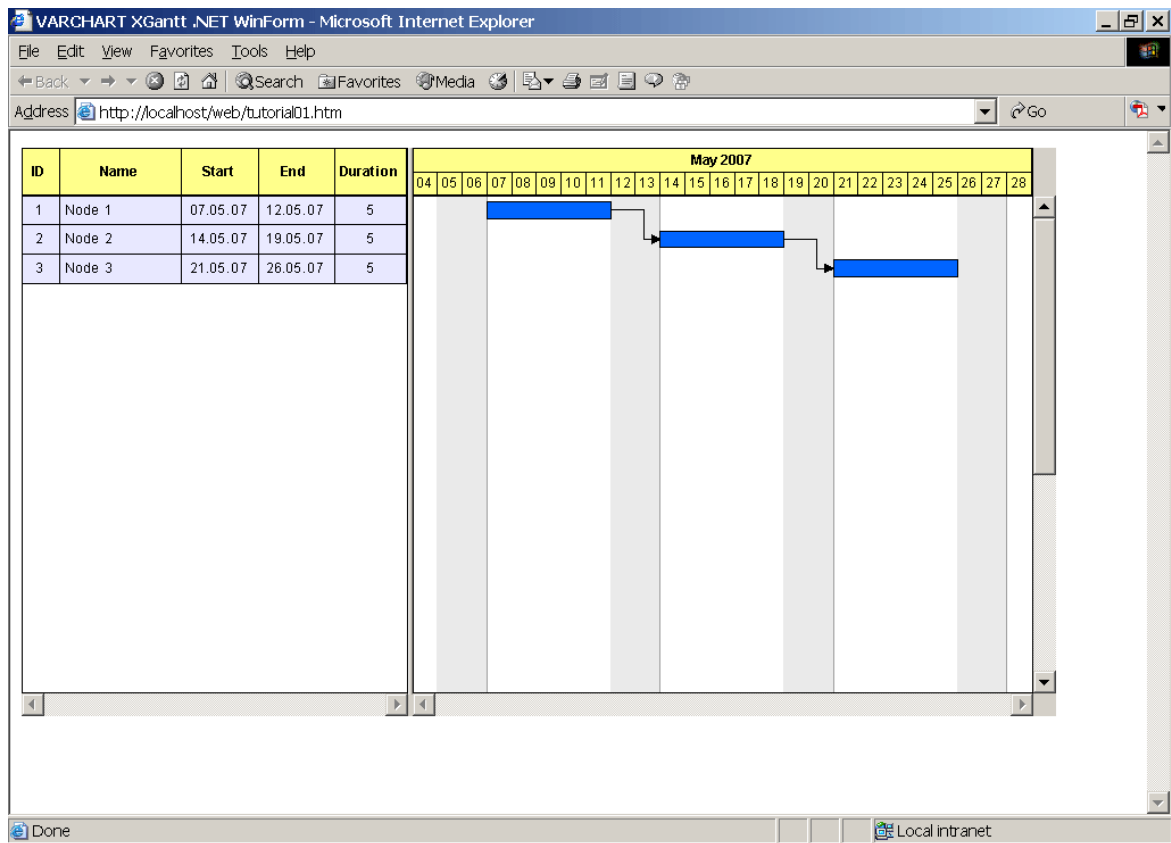 VARCHART XGantt .NET WinForm - Microsoft Internet Explorer
File Edit View Favorites Tools Help
Back Search Favorites Media
Address http://localhost/web/tutorial01.htm Go
ID Name Start End Duration May 2007
04 05 06 07 08 09 10 11 12 13 14 15 16 17 18 19 20 21 22 23 24 25 26 27 28
1 Node 1 07.05.07 12.05.07 5
2 Node 2 14.05.07 19.05.07 5
3 Node 3 21.05.07 26.05.07 5
Done Local intranet